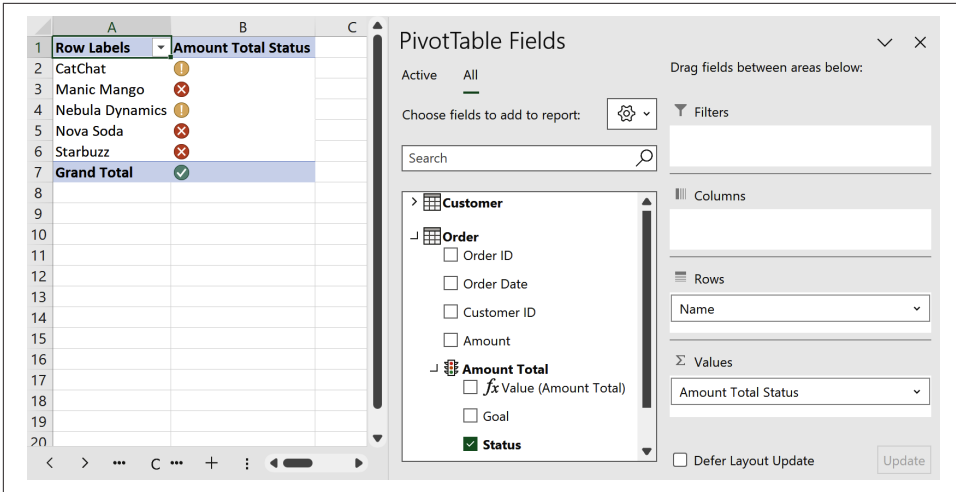 A B C
1 Row Labels Amount Total Status
2 CatChat
3 Manic Mango
4 Nebula Dynamics
5 Nova Soda
6 Starbuzz
7 Grand Total
8
9
10
11
12
13
14
15
16
17
18
19
20
C
PivotTable Fields
Active All
Choose fields to add to report:
Search
Customer
Order
Order ID
Order Date
Customer ID
Amount
Amount Total
fx Value (Amount Total)
Goal
Status
Drag fields between areas below:
Filters
Columns
Rows
Name
Σ Values
Amount Total Status
Defer Layout Update
Update